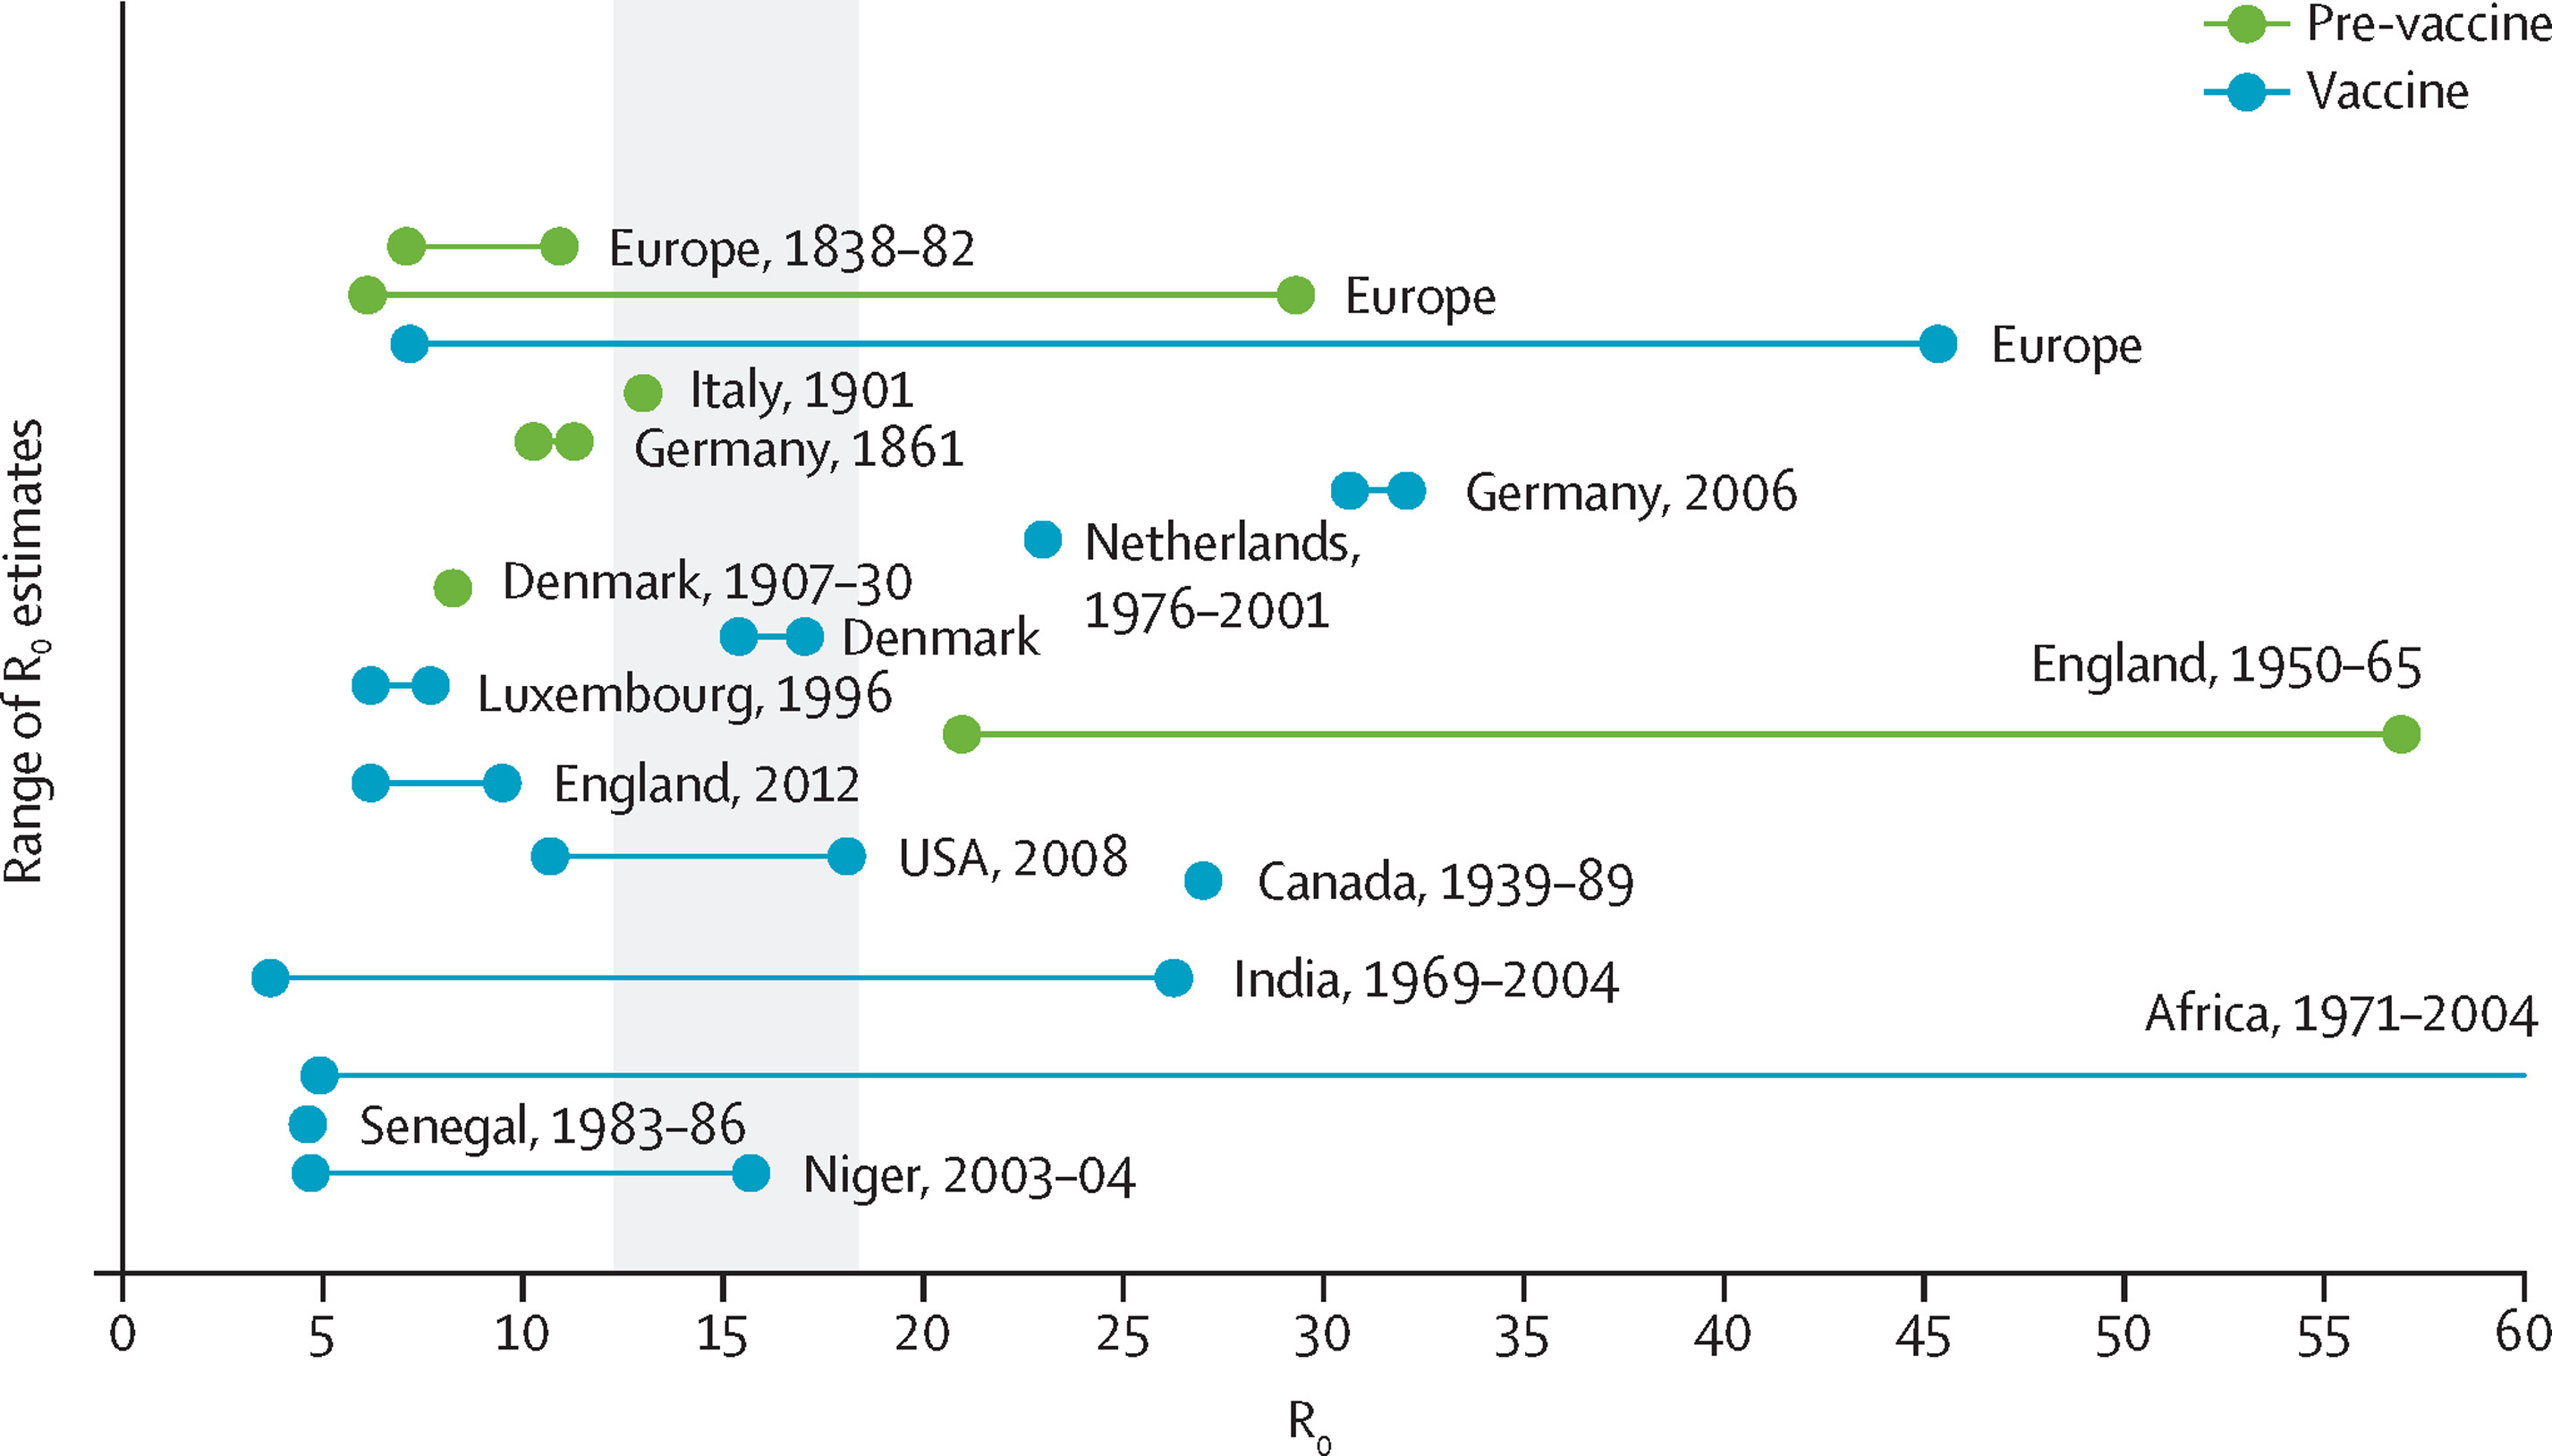 Pre-vaccine
Vaccine
Europe, 1838–82
Europe
Europe
Italy, 1901
Germany, 1861
Germany, 2006
Netherlands,
1976–2001
Denmark, 1907–30
Denmark
England, 1950–65
Luxembourg, 1996
England, 2012
USA, 2008
Canada, 1939–89
India, 1969–2004
Africa, 1971–2004
Senegal, 1983–86
Niger, 2003–04
Range of R₀ estimates
0 5 10 15 20 25 30 35 40 45 50 55 60
R₀